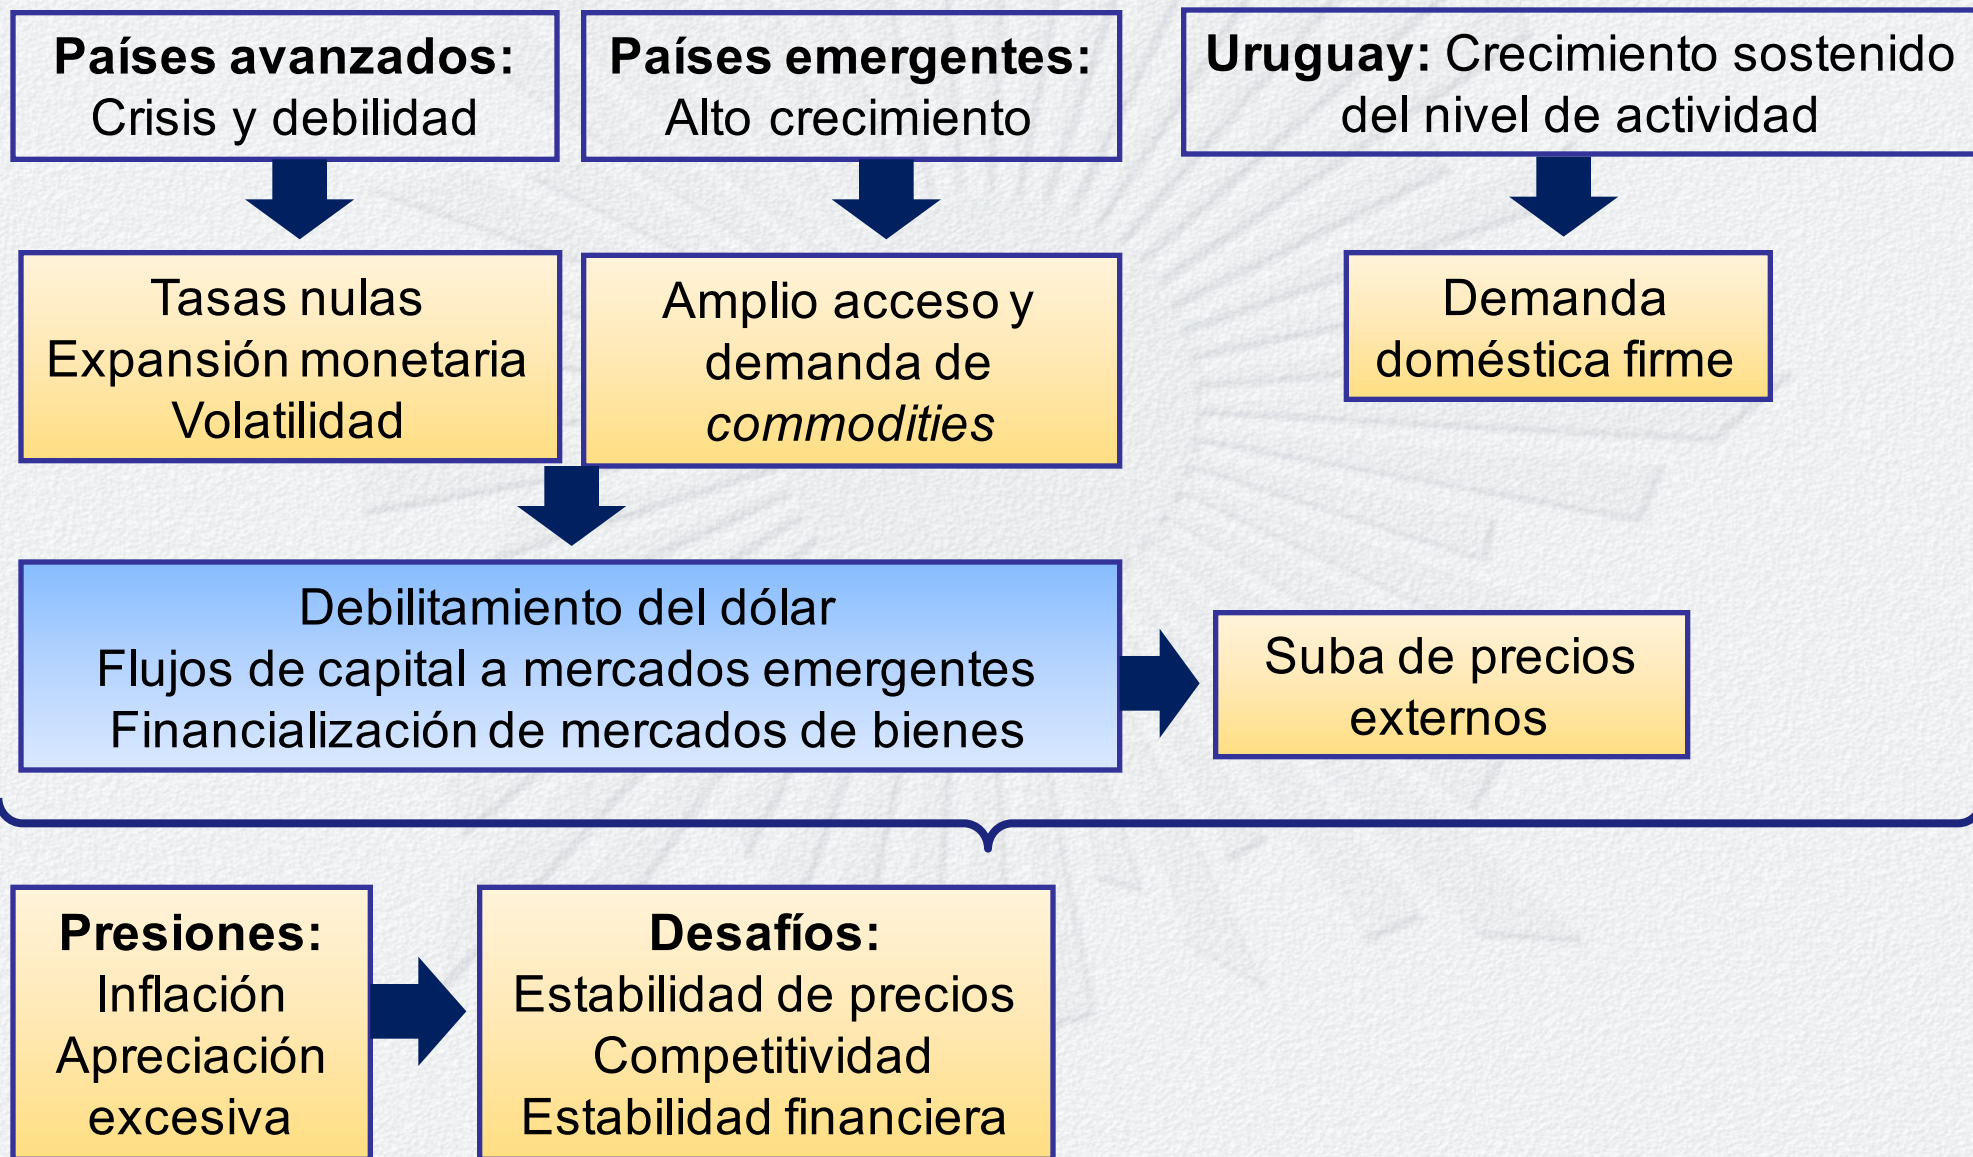 Países avanzados:
Crisis y debilidad
Países emergentes:
Alto crecimiento
Uruguay: Crecimiento sostenido
del nivel de actividad
Tasas nulas
Expansión monetaria
Volatilidad
Amplio acceso y
demanda de
commodities
Demanda
doméstica firme
Debilitamiento del dólar
Flujos de capital a mercados emergentes
Financialización de mercados de bienes
Suba de precios
externos
Presiones:
Inflación
Apreciación
excesiva
Desafíos:
Estabilidad de precios
Competitividad
Estabilidad financiera